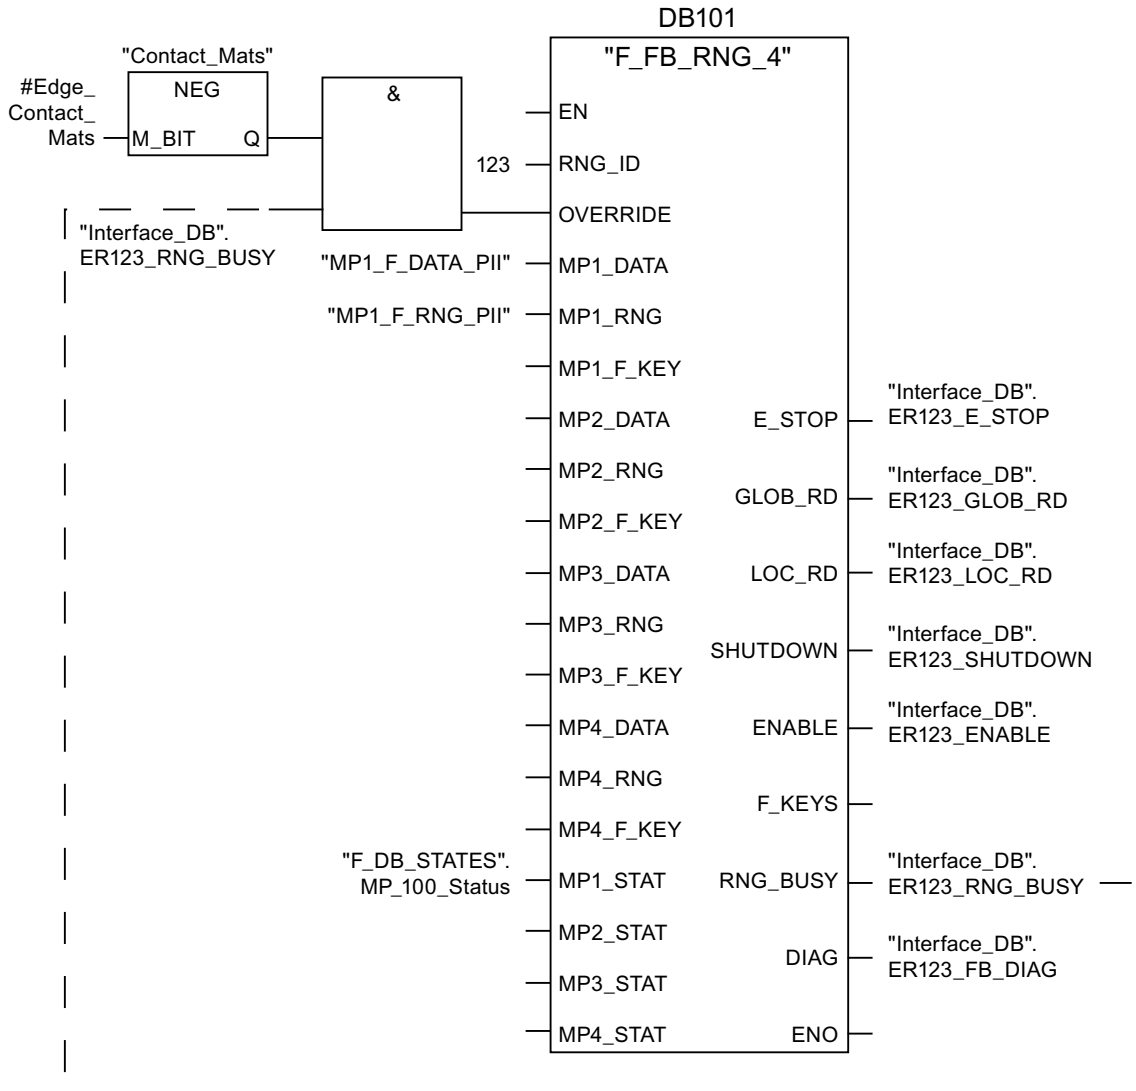 DB101
"F_FB_RNG_4"
"Contact_Mats"
#Edge_
Contact_
Mats
NEG
M_BIT Q
&
"Interface_DB".
ER123_RNG_BUSY
EN
123 RNG_ID
OVERRIDE
"MP1_F_DATA_PII" MP1_DATA
"MP1_F_RNG_PII" MP1_RNG
MP1_F_KEY
MP2_DATA
MP2_RNG
MP2_F_KEY
MP3_DATA
MP3_RNG
MP3_F_KEY
MP4_DATA
MP4_RNG
MP4_F_KEY
"F_DB_STATES".
MP_100_Status
MP1_STAT
MP2_STAT
MP3_STAT
MP4_STAT
E_STOP
"Interface_DB".
ER123_E_STOP
GLOB_RD
"Interface_DB".
ER123_GLOB_RD
LOC_RD
"Interface_DB".
ER123_LOC_RD
SHUTDOWN
"Interface_DB".
ER123_SHUTDOWN
ENABLE
"Interface_DB".
ER123_ENABLE
F_KEYS
RNG_BUSY
"Interface_DB".
ER123_RNG_BUSY
DIAG
"Interface_DB".
ER123_FB_DIAG
ENO